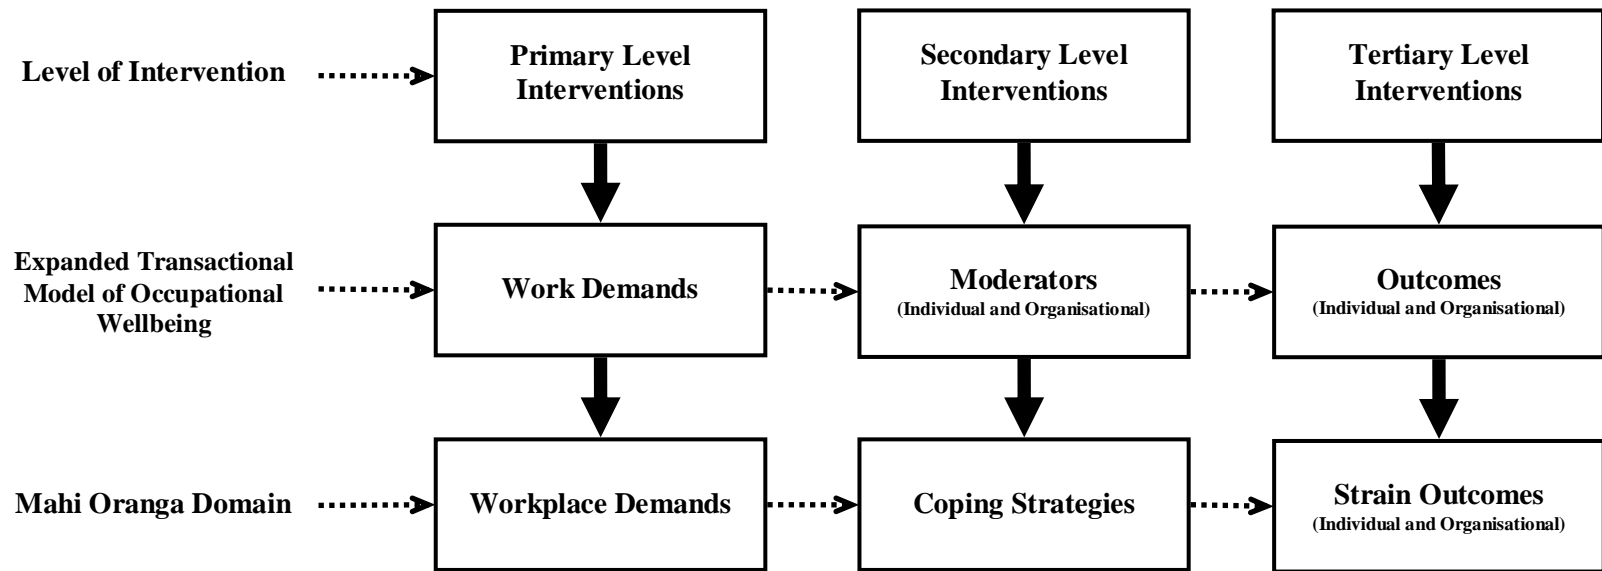 Level of Intervention
Primary Level
Interventions
Secondary Level
Interventions
Tertiary Level
Interventions
Expanded Transactional
Model of Occupational
Wellbeing
Work Demands
Moderators
(Individual and Organisational)
Outcomes
(Individual and Organisational)
Mahi Oranga Domain
Workplace Demands
Coping Strategies
Strain Outcomes
(Individual and Organisational)